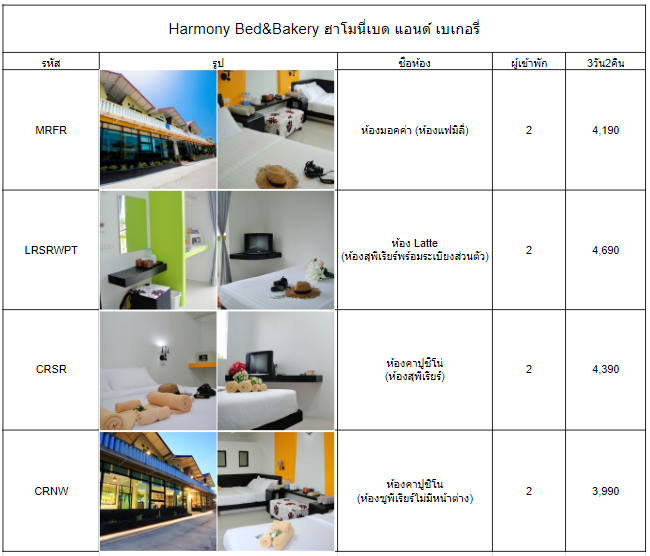 Harmony Bed&Bakery ฮาโมนี่เบด แอนด์ เบเกอรี่
รหัส รูป ชื่อห้อง ผู้เข้าพัก 3วัน2คืน
MRFR ห้องมอคค่า (ห้องแฟมิลี่) 2 4,190
LRSRWPT ห้อง Latte
(ห้องสุพีเรียร์พร้อมระเบียงส่วนตัว) 2 4,690
CRSR ห้องคาปูชิโน่
(ห้องสุพีเรียร์) 2 4,390
CRNW ห้องคาปูชิโน
(ห้องซูพีเรียร์ไม่มีหน้าต่าง) 2 3,990